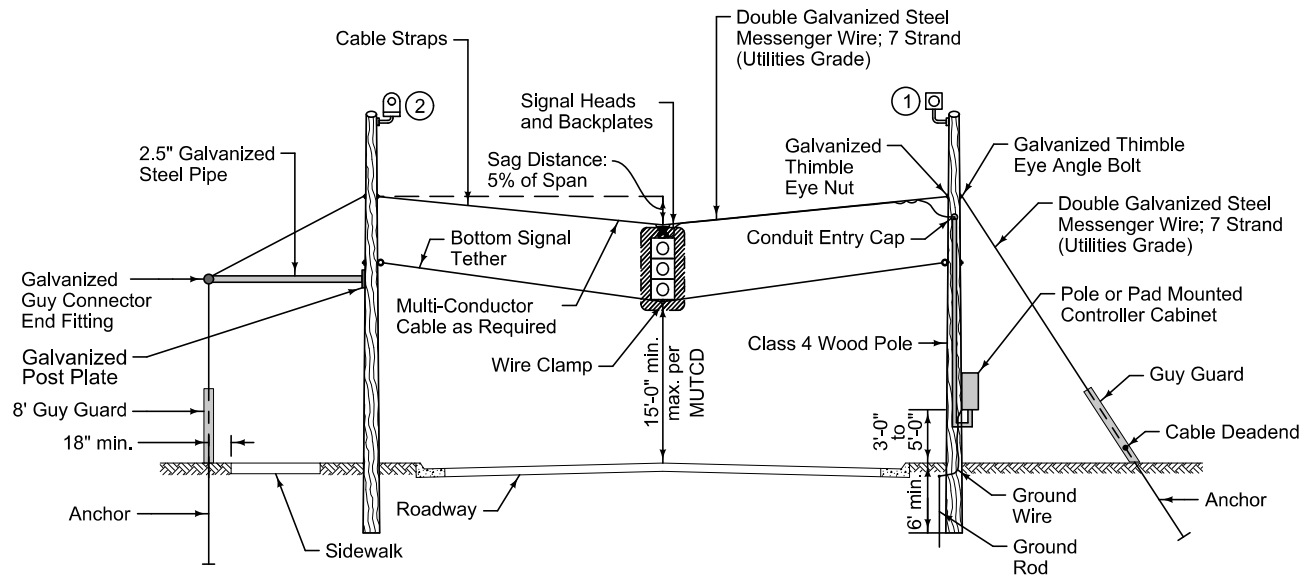 Cable Straps
Double Galvanized Steel
Messenger Wire; 7 Strand
(Utilities Grade)
2
Signal Heads
and Backplates
1
2.5" Galvanized
Steel Pipe
Sag Distance:
5% of Span
Galvanized
Thimble
Eye Nut
Galvanized Thimble
Eye Angle Bolt
Double Galvanized Steel
Messenger Wire; 7 Strand
(Utilities Grade)
Bottom Signal
Tether
Conduit Entry Cap
Galvanized
Guy Connector
End Fitting
Multi-Conductor
Cable as Required
Pole or Pad Mounted
Controller Cabinet
Galvanized
Post Plate
Wire Clamp
15'-0" min.
max. per
MUTCD
Class 4 Wood Pole
Guy Guard
8' Guy Guard
18" min.
3'-0"
to
5'-0"
Cable Deadend
Anchor
Sidewalk
Roadway
6' min.
Ground
Wire
Ground
Rod
Anchor